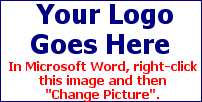 Your Logo
Goes Here
In Microsoft Word, right-click
this image and then
"Change Picture".